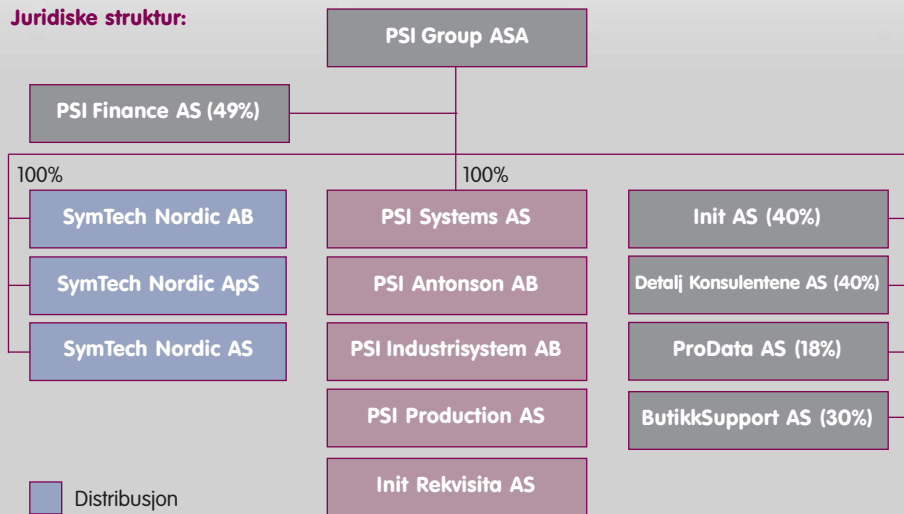 Juridiske struktur:
PSI Group ASA
PSI Finance AS (49%)
100%
100%
SymTech Nordic AB
PSI Systems AS
Init AS (40%)
SymTech Nordic ApS
PSI Antonson AB
Detalj Konsulentene AS (40%)
SymTech Nordic AS
PSI Industrisystem AB
ProData AS (18%)
PSI Production AS
ButikkSupport AS (30%)
Init Rekvisita AS
Distribusjon